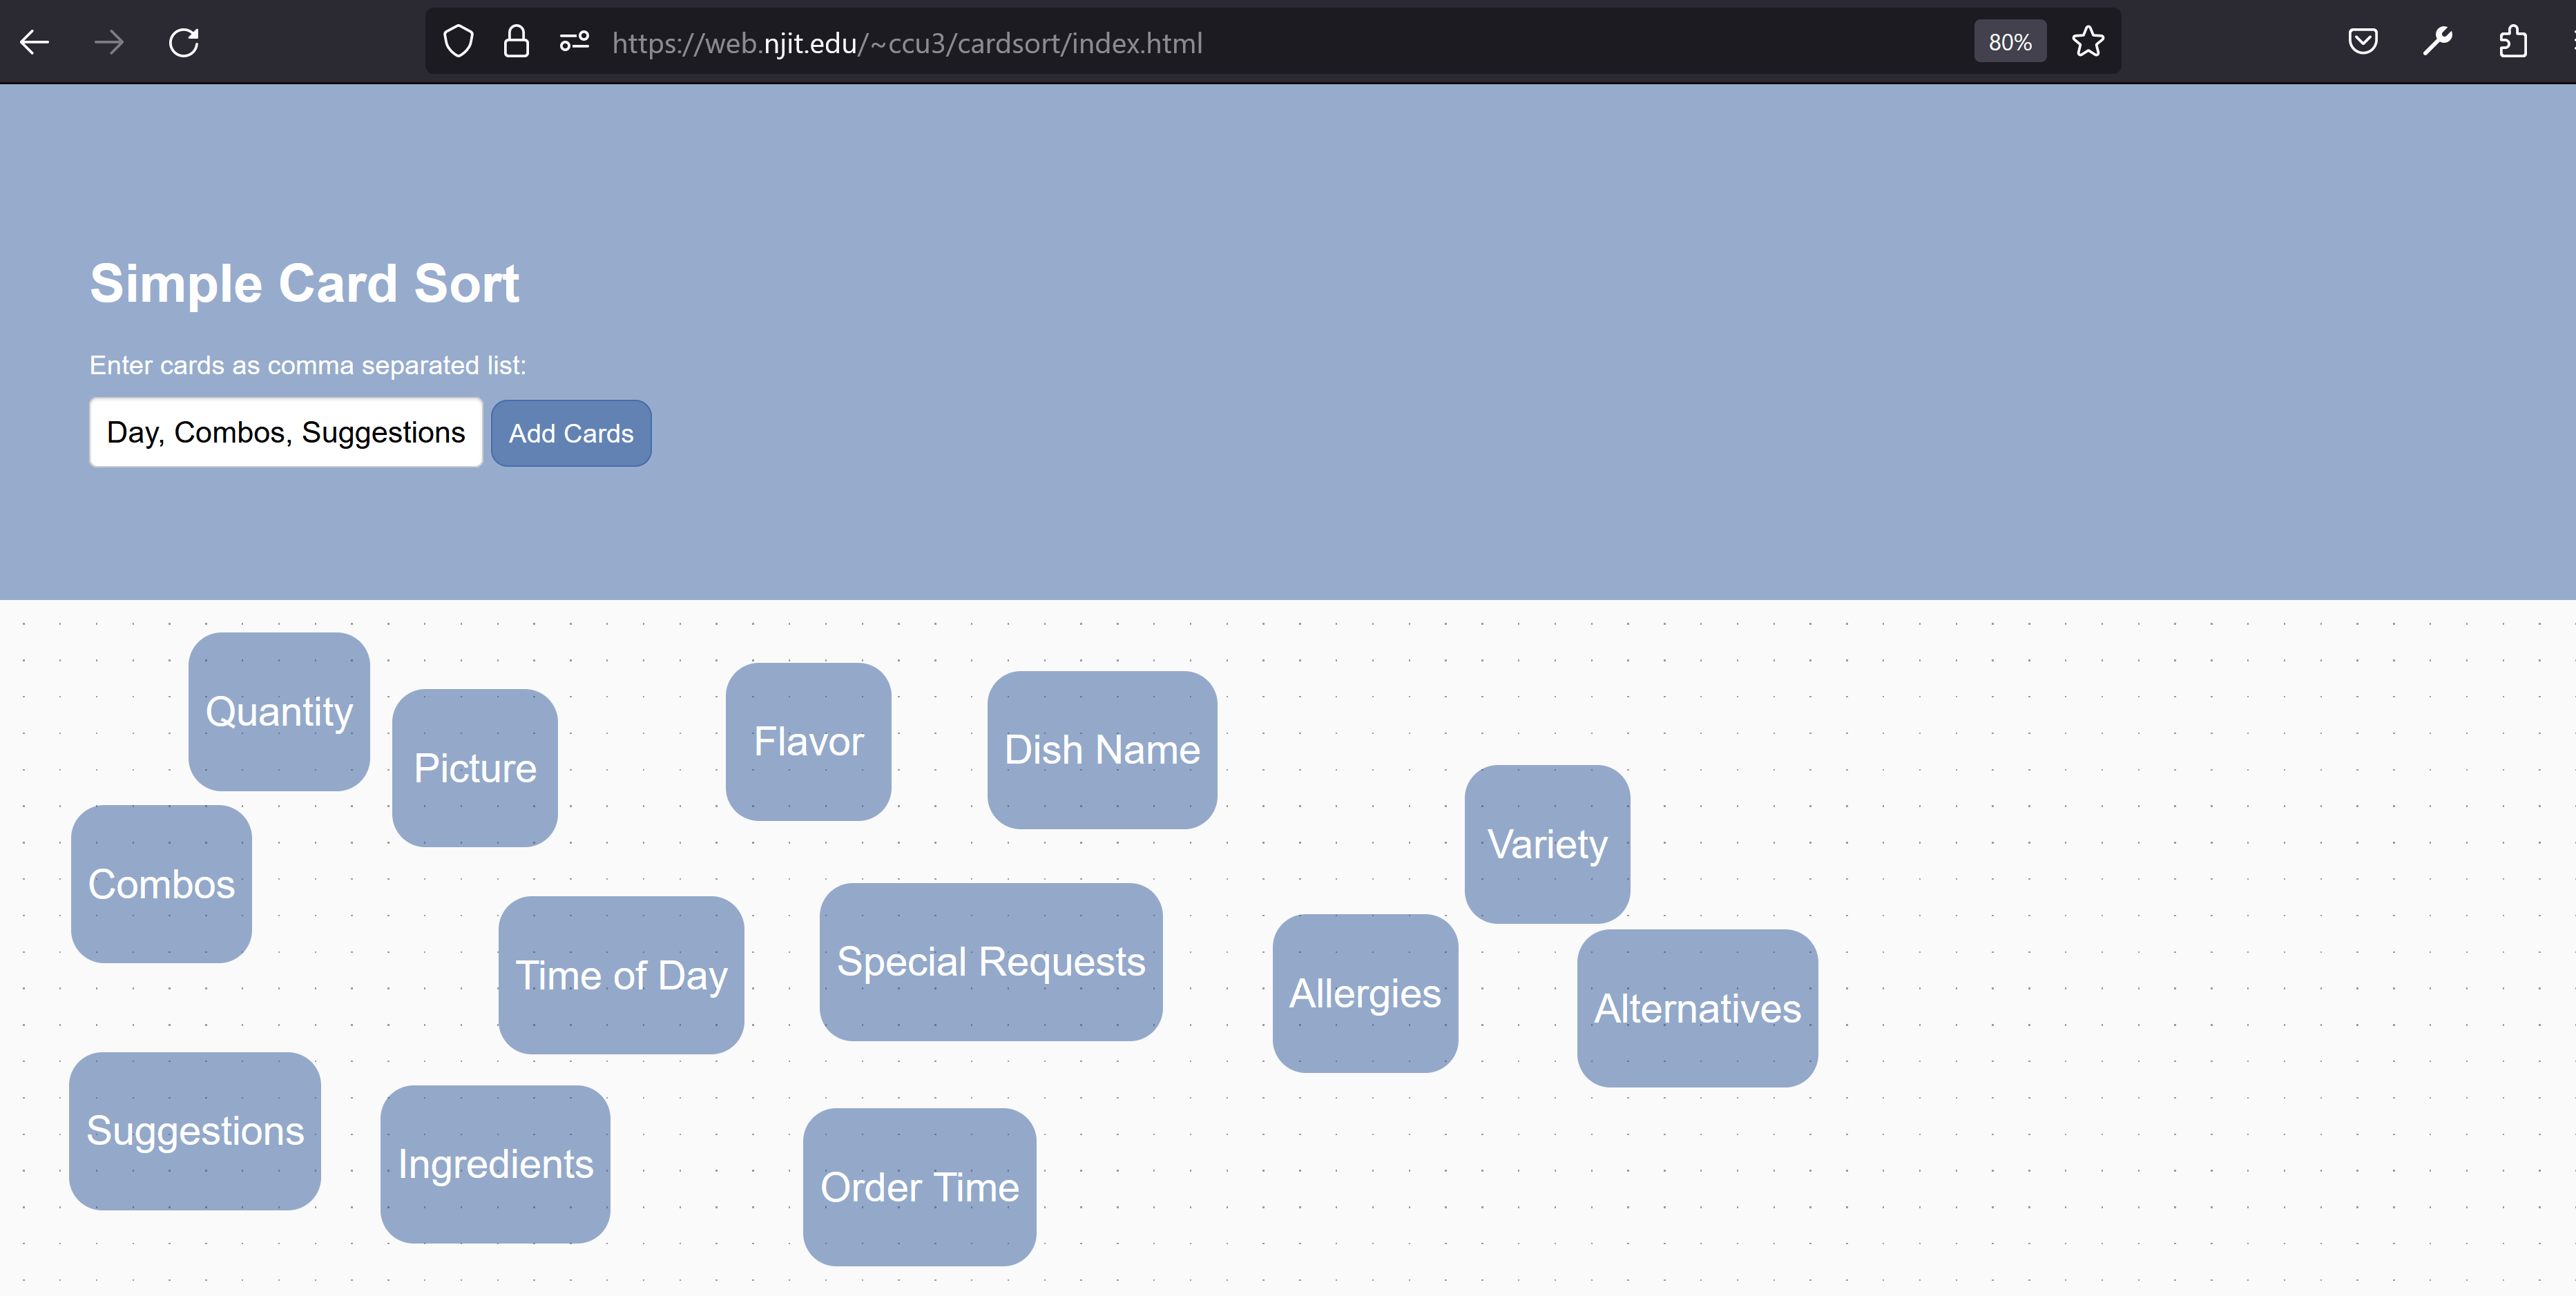 https://web.njit.edu/~ccu3/cardsort/index.html
80%
Simple Card Sort
Enter cards as comma separated list:
Day, Combos, Suggestions
Add Cards
Quantity
Picture
Flavor
Dish Name
Variety
Combos
Time of Day
Special Requests
Allergies
Alternatives
Suggestions
Ingredients
Order Time